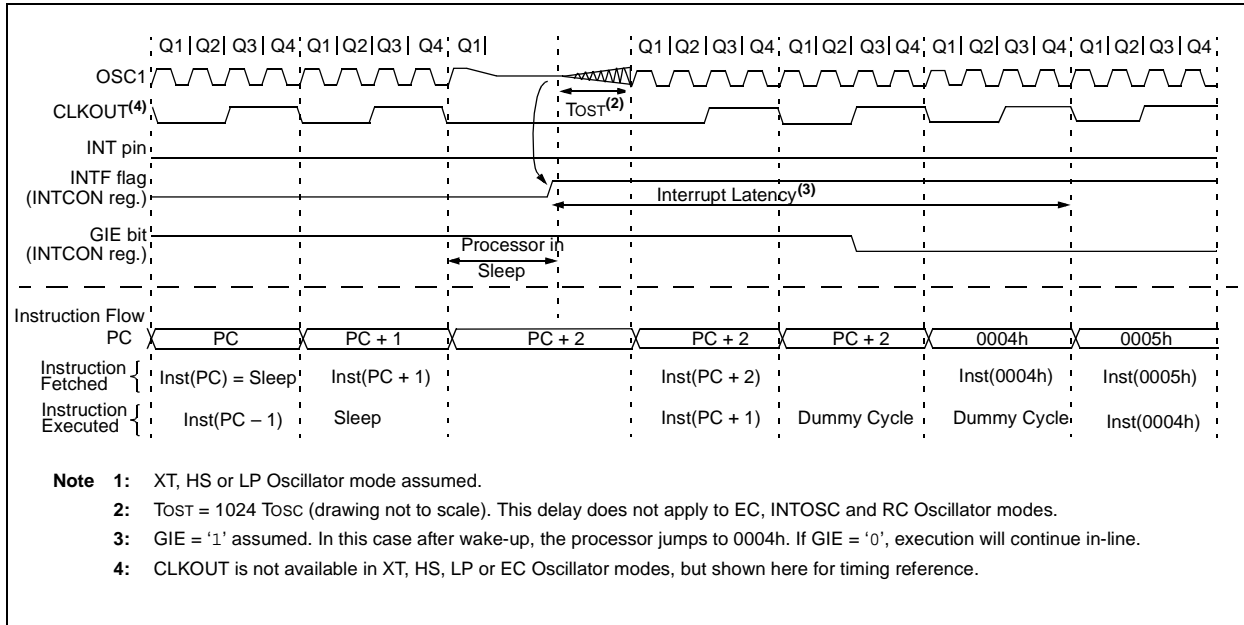 Q1 | Q2 | Q3 | Q4 Q1 | Q2 | Q3 | Q4 Q1 | Q1 | Q2 | Q3 | Q4 Q1 | Q2 | Q3 | Q4 Q1 | Q2 | Q3 | Q4 Q1 | Q2 | Q3 | Q4
OSC1
TOST(2)
CLKOUT(4)
INT pin
INTF flag
(INTCON reg.)
Interrupt Latency(3)
GIE bit
(INTCON reg.)
Processor in
Sleep
Instruction Flow
PC PC PC + 1 PC + 2 PC + 2 PC + 2 0004h 0005h
Instruction
Fetched { Inst(PC) = Sleep Inst(PC + 1) Inst(PC + 2) Inst(0004h) Inst(0005h)
Instruction
Executed { Inst(PC – 1) Sleep Inst(PC + 1) Dummy Cycle Dummy Cycle Inst(0004h)
Note 1: XT, HS or LP Oscillator mode assumed.
2: TOST = 1024 TOSC (drawing not to scale). This delay does not apply to EC, INTOSC and RC Oscillator modes.
3: GIE = '1' assumed. In this case after wake-up, the processor jumps to 0004h. If GIE = '0', execution will continue in-line.
4: CLKOUT is not available in XT, HS, LP or EC Oscillator modes, but shown here for timing reference.